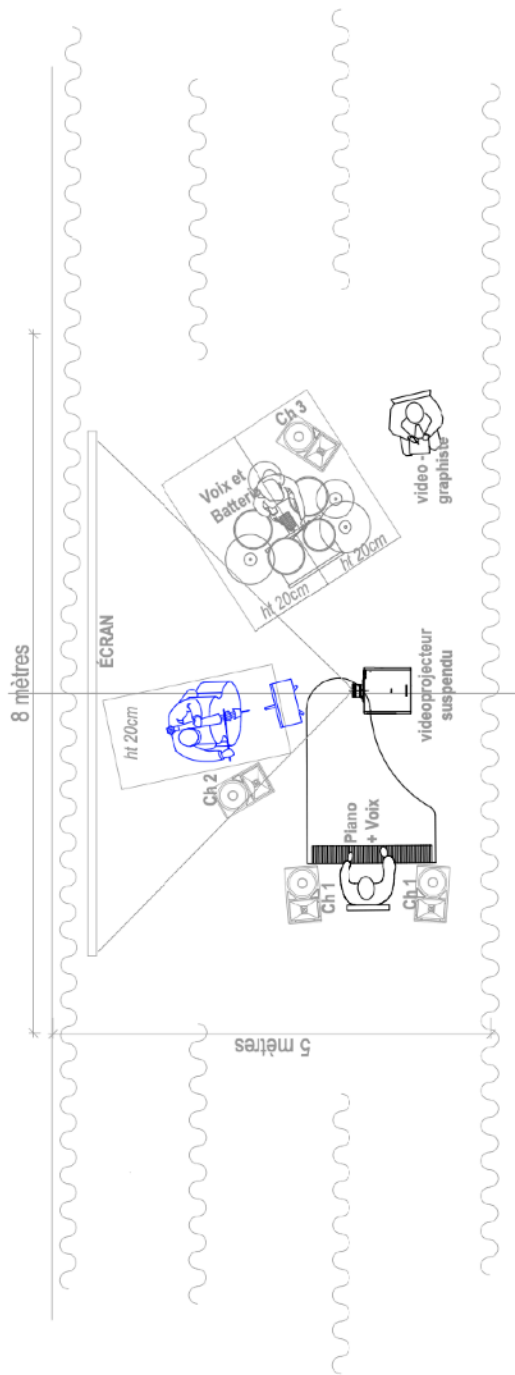 8 mètres
ÉCRAN
ht 20cm
Ch 2
Voix et
Batterie
Ch 3
ht 20cm
ht 20cm
video -
graphiste
videoprojecteur
suspendu
Piano
+ Voix
Ch 1
Ch 1
5 mètres